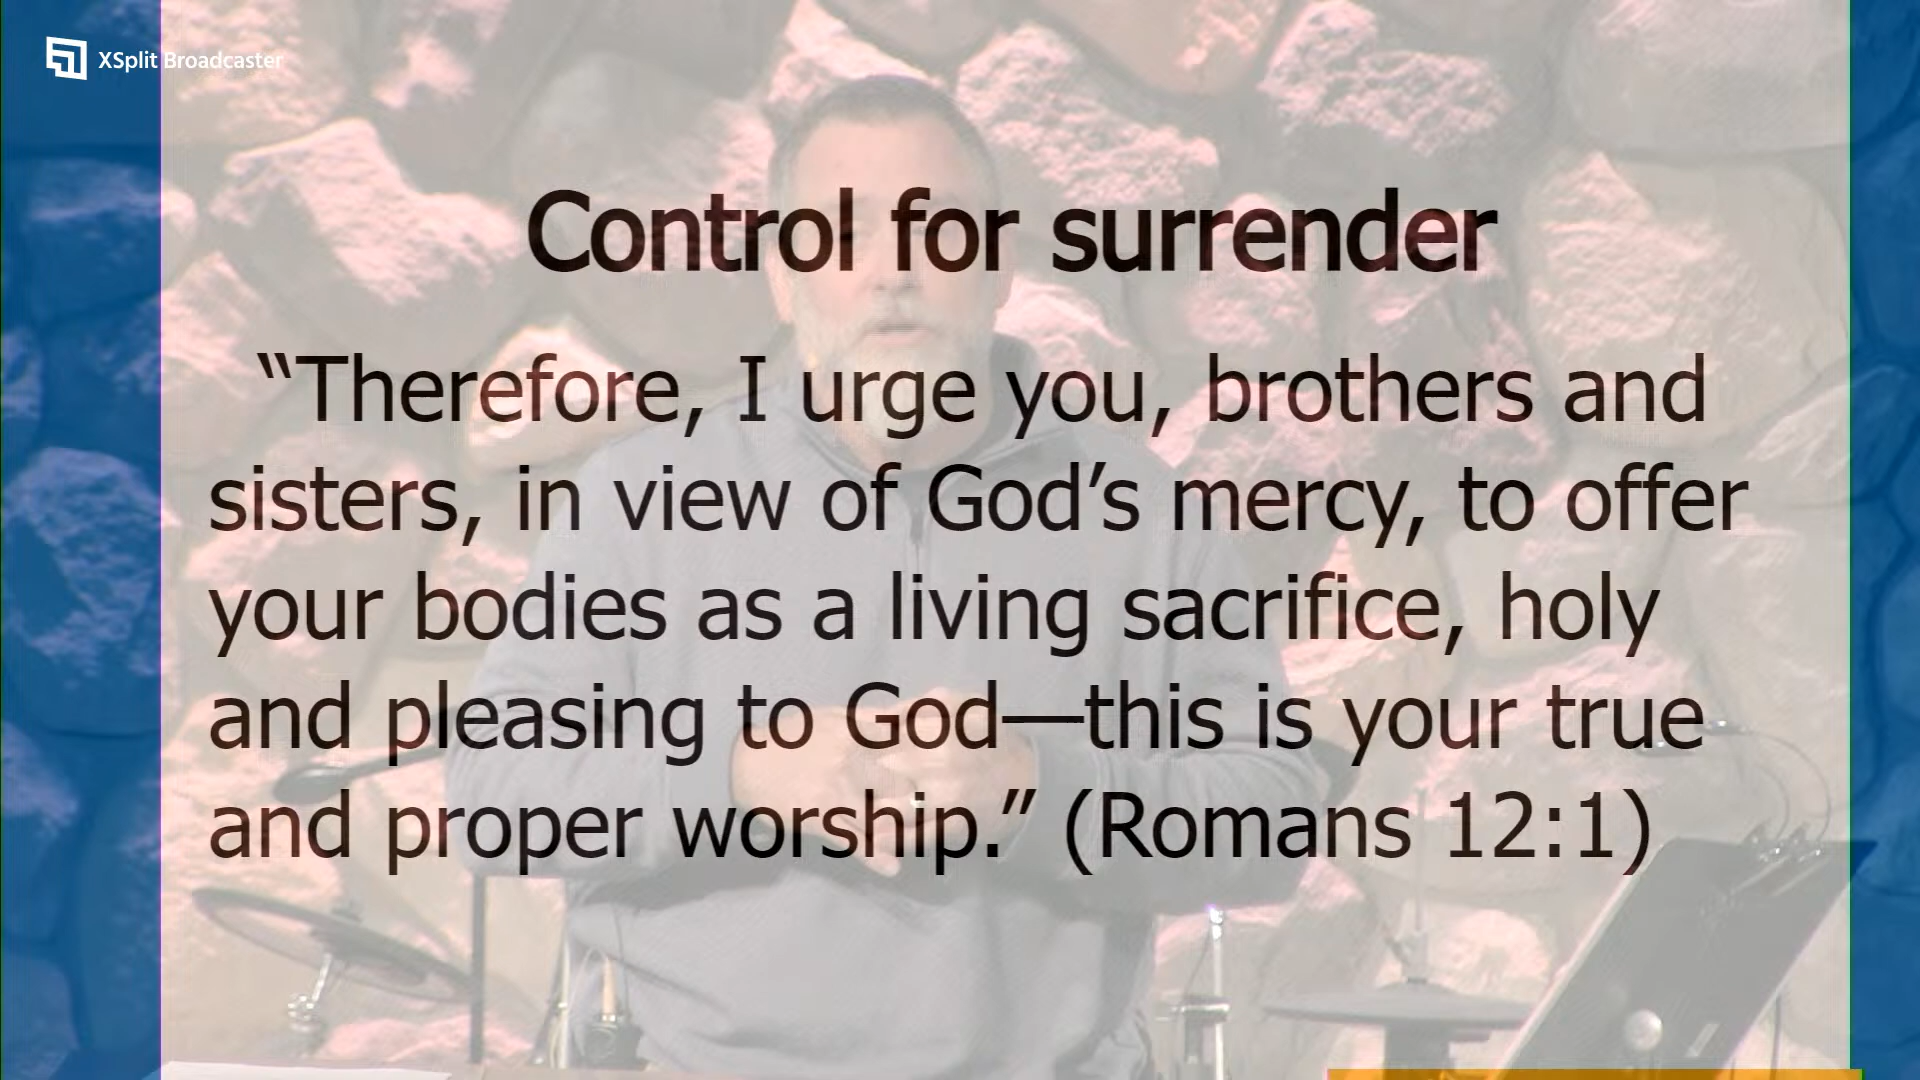 XSplit Broadcaster
Control for surrender
“Therefore, I urge you, brothers and
sisters, in view of God’s mercy, to offer
your bodies as a living sacrifice, holy
and pleasing to God—this is your true
and proper worship.” (Romans 12:1)